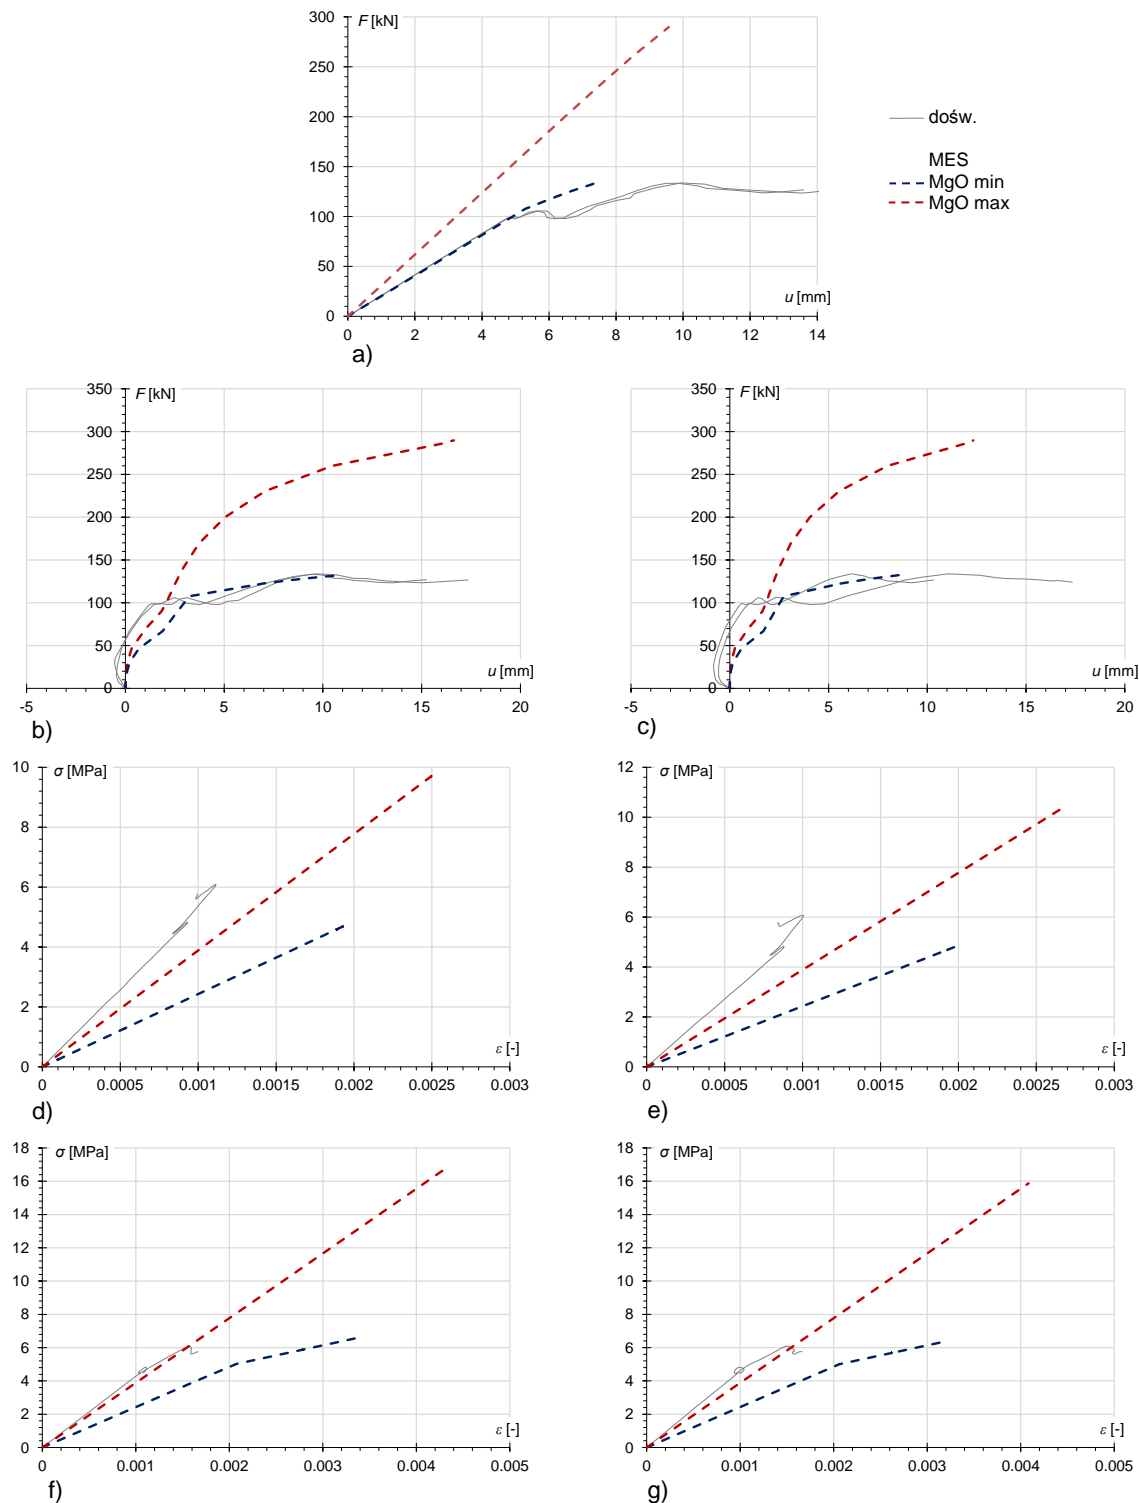 F [kN]
300
250
200
150
100
50
0
u [mm]
0 2 4 6 8 10 12 14
a)
dośw.
MES
MgO min
MgO max
F [kN]
350
300
250
200
150
100
50
0
u [mm]
-5 0 5 10 15 20
b)
F [kN]
350
300
250
200
150
100
50
0
u [mm]
-5 0 5 10 15 20
c)
σ [MPa]
10
8
6
4
2
0
ε [-]
0 0.0005 0.001 0.0015 0.002 0.0025 0.003
d)
σ [MPa]
12
10
8
6
4
2
0
ε [-]
0 0.0005 0.001 0.0015 0.002 0.0025 0.003
e)
σ [MPa]
18
16
14
12
10
8
6
4
2
0
ε [-]
0 0.001 0.002 0.003 0.004 0.005
f)
σ [MPa]
18
16
14
12
10
8
6
4
2
0
ε [-]
0 0.001 0.002 0.003 0.004 0.005
g)